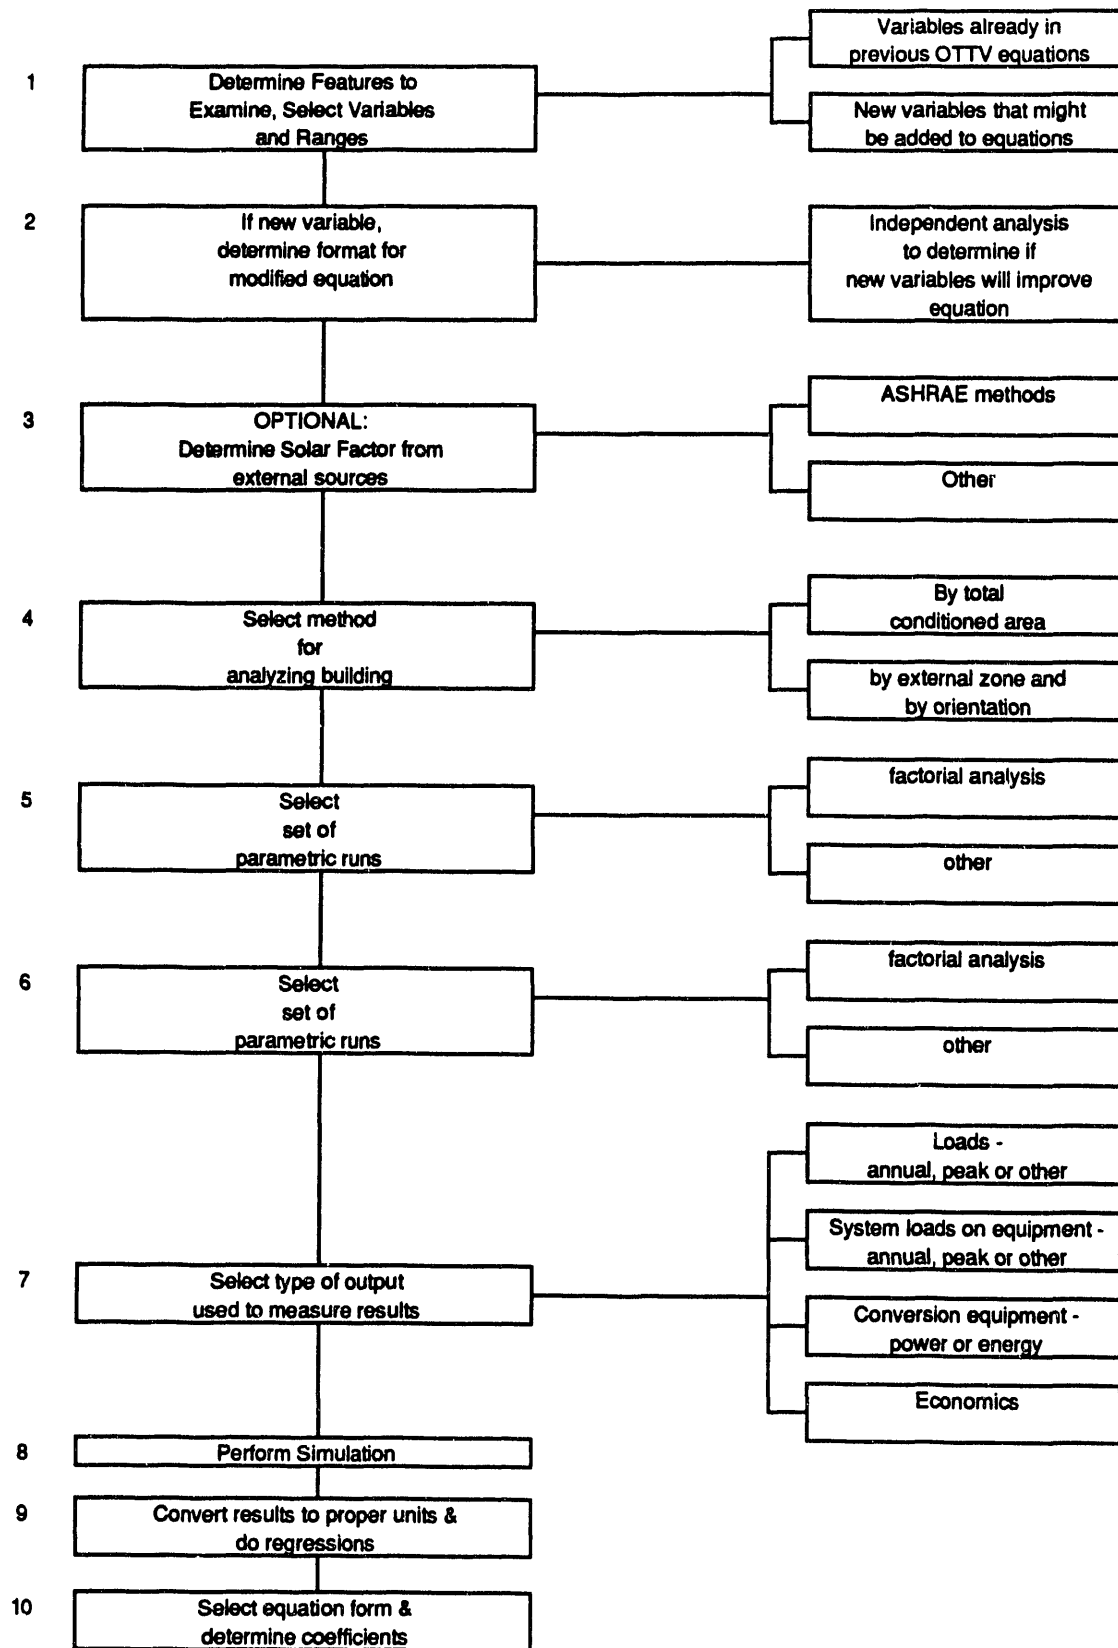 1
Determine Features to
Examine, Select Variables
and Ranges
Variables already in
previous OTTV equations
New variables that might
be added to equations
2
If new variable,
determine format for
modified equation
Independent analysis
to determine if
new variables will improve
equation
3
OPTIONAL:
Determine Solar Factor from
external sources
ASHRAE methods
Other
4
Select method
for
analyzing building
By total
conditioned area
by external zone and
by orientation
5
Select
set of
parametric runs
factorial analysis
other
6
Select
set of
parametric runs
factorial analysis
other
7
Select type of output
used to measure results
Loads -
annual, peak or other
System loads on equipment -
annual, peak or other
Conversion equipment -
power or energy
Economics
8
Perform Simulation
9
Convert results to proper units &
do regressions
10
Select equation form &
determine coefficients